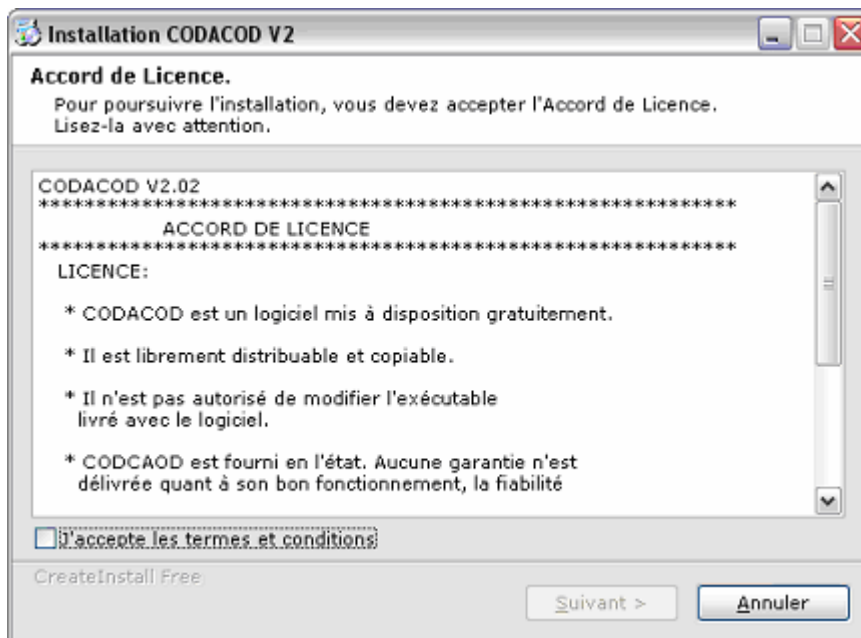 Installation CODACOD V2
Accord de Licence.
Pour poursuivre l'installation, vous devez accepter l'Accord de Licence.
Lisez-la avec attention.
CODACOD V2.02
*************************************************************
ACCORD DE LICENCE
*************************************************************
LICENCE:
* CODACOD est un logiciel mis à disposition gratuitement.
* Il est librement distribuable et copiable.
* Il n'est pas autorisé de modifier l'exécutable
livré avec le logiciel.
* CODCAOD est fourni en l'état. Aucune garantie n'est
délivrée quant à son bon fonctionnement, la fiabilité
J'accepte les termes et conditions
CreateInstall Free
Suivant >
Annuler